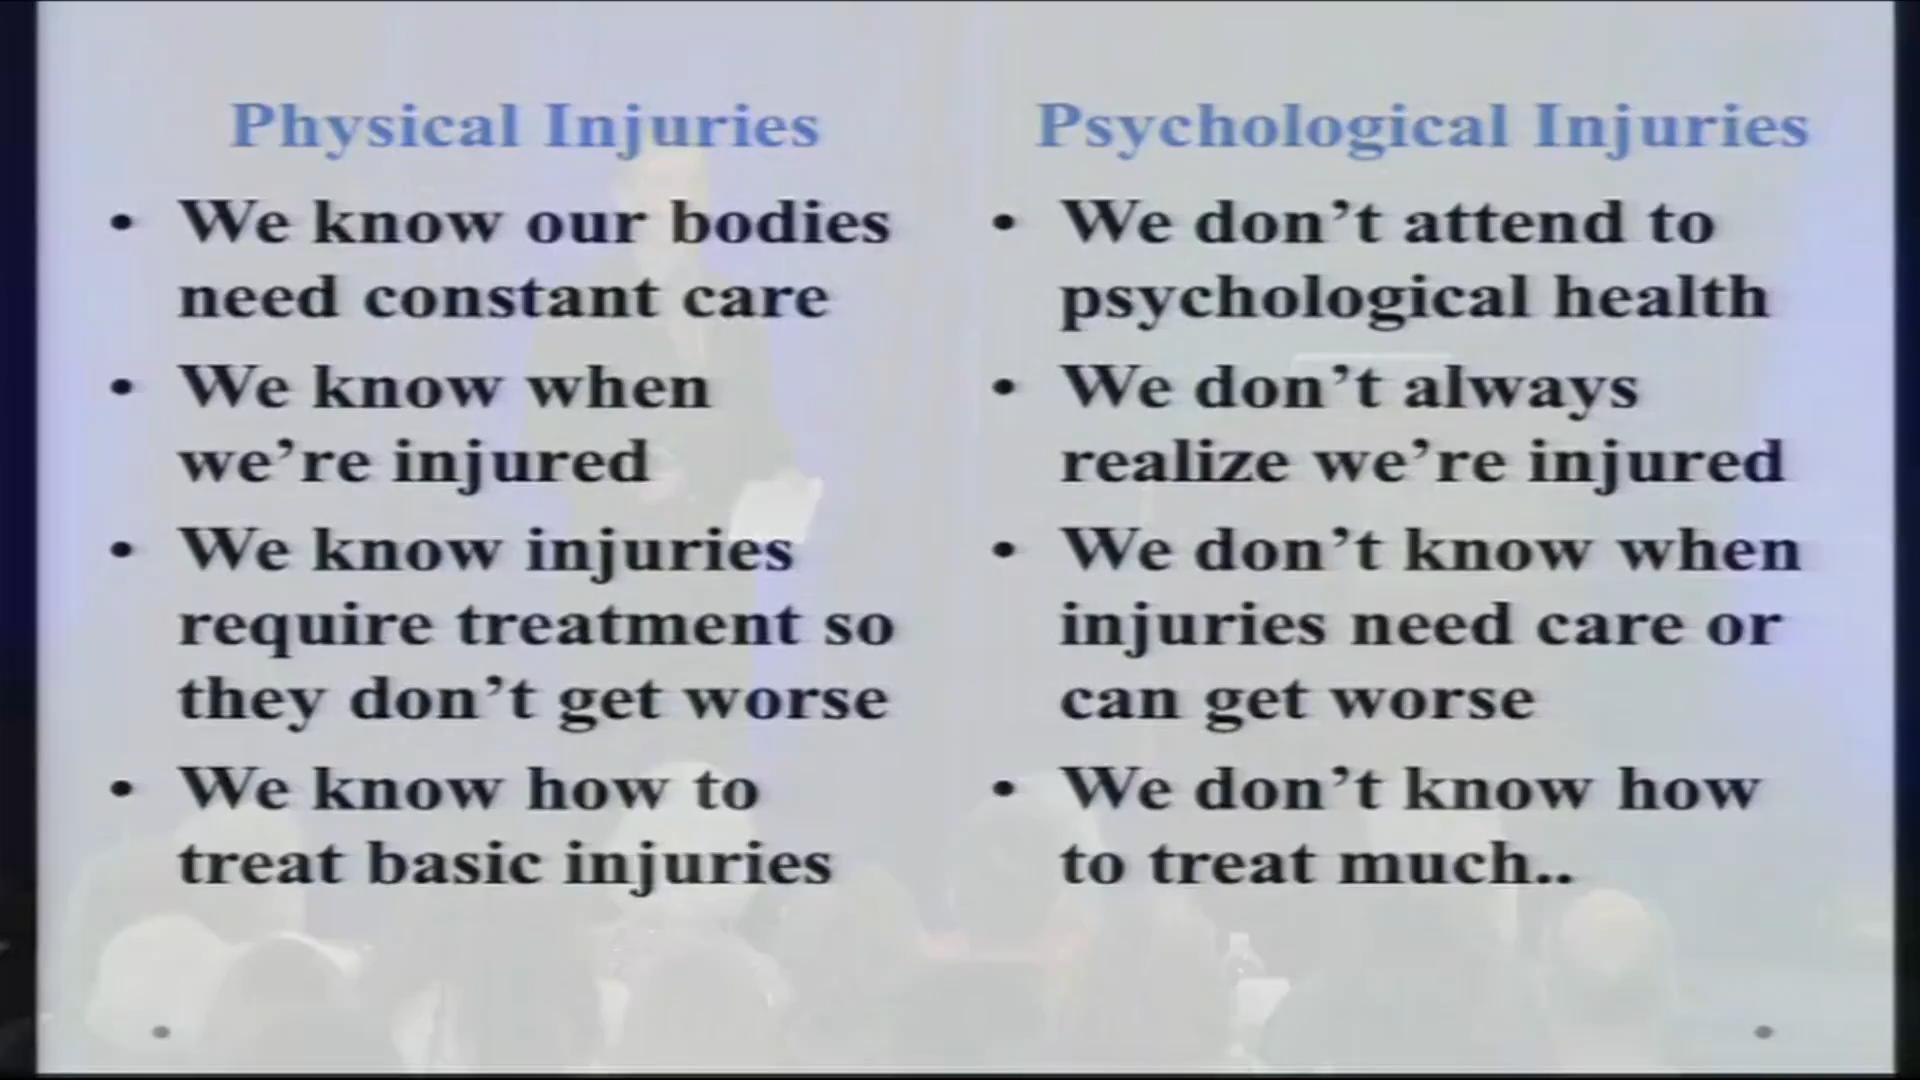 Physical Injuries
• We know our bodies
need constant care
• We know when
we're injured
• We know injuries
require treatment so
they don't get worse
• We know how to
treat basic injuries
Psychological Injuries
• We don't attend to
psychological health
• We don't always
realize we're injured
• We don't know when
injuries need care or
can get worse
• We don't know how
to treat much..